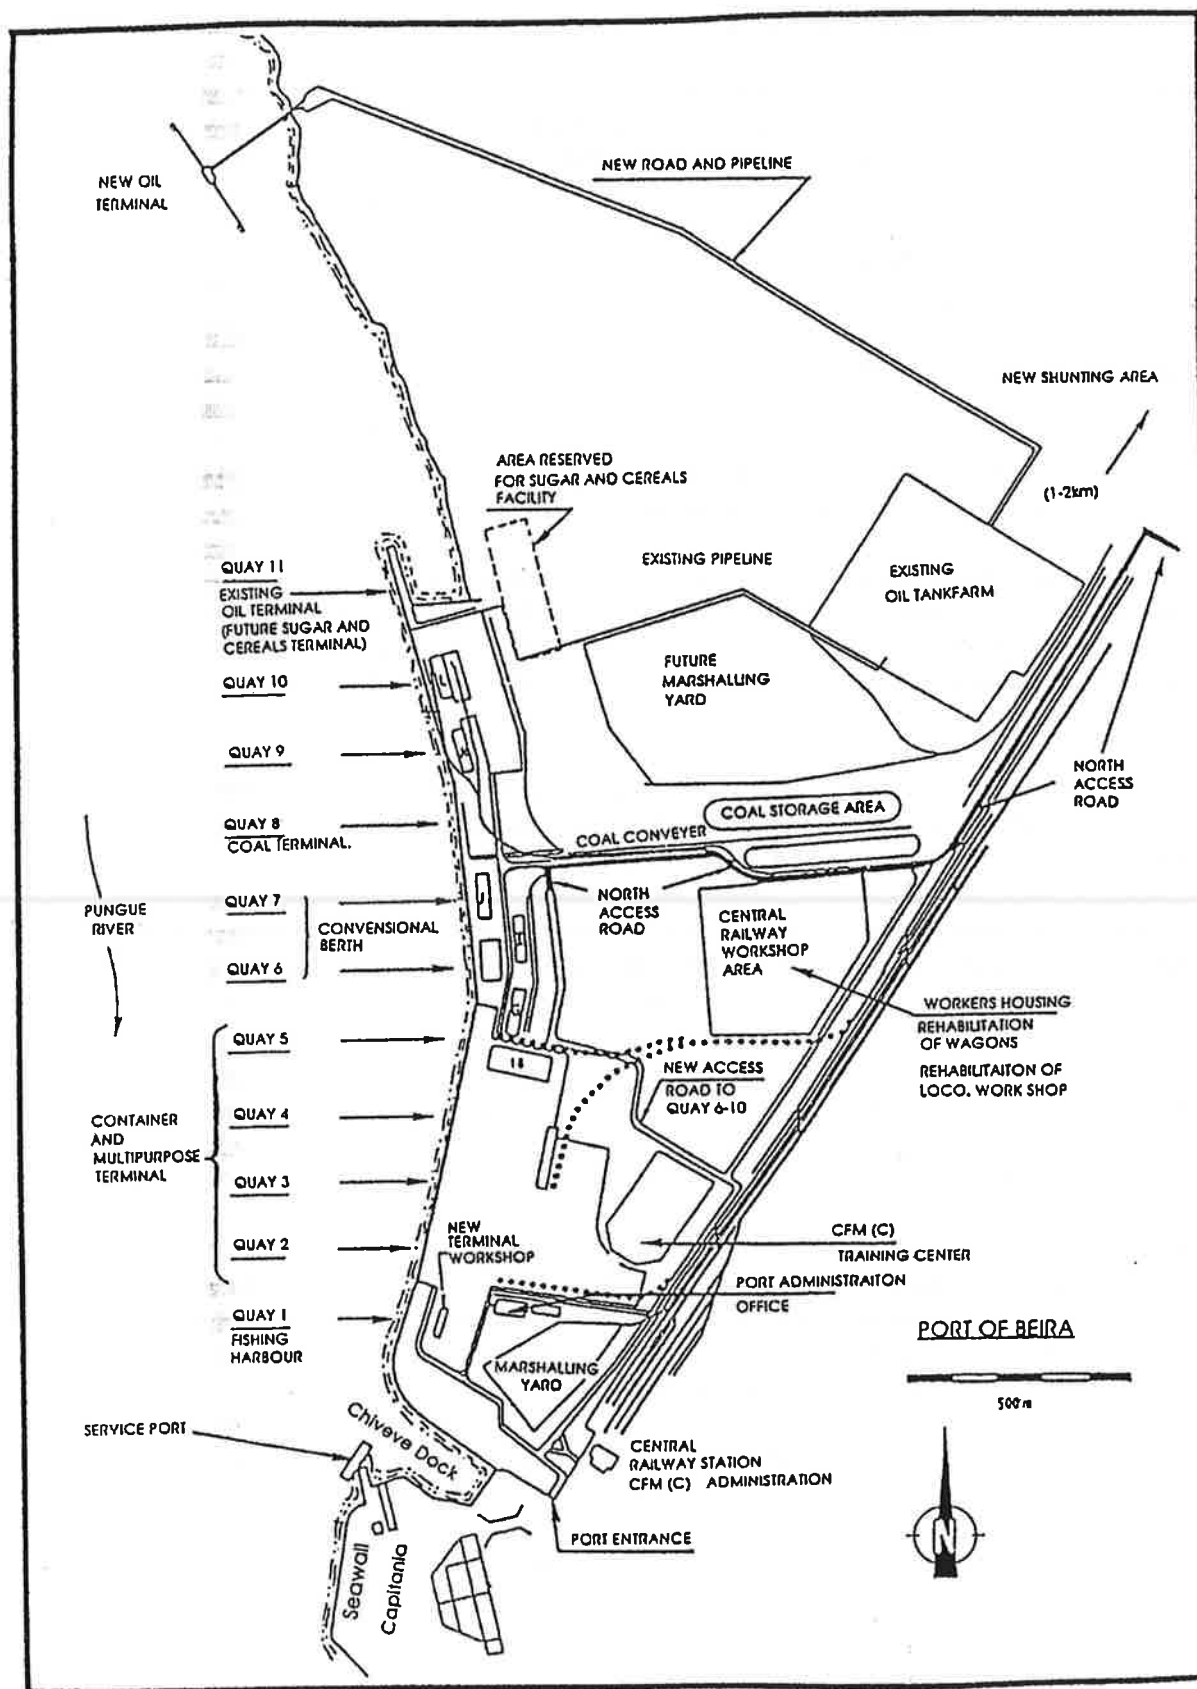 NEW OIL
TERMINAL
NEW ROAD AND PIPELINE
NEW SHUNTING AREA
(1-2km)
AREA RESERVED
FOR SUGAR AND CEREALS
FACILITY
EXISTING PIPELINE
EXISTING
OIL TANKFARM
QUAY 11
EXISTING
OIL TERMINAL
(FUTURE SUGAR AND
CEREALS TERMINAL)
FUTURE
MARSHALLING
YARD
QUAY 10
QUAY 9
NORTH
ACCESS
ROAD
COAL STORAGE AREA
QUAY 8
COAL TERMINAL.
COAL CONVEYER
PUNGUE
RIVER
QUAY 7
CONVENSIONAL
BERTH
QUAY 6
NORTH
ACCESS
ROAD
CENTRAL
RAILWAY
WORKSHOP
AREA
WORKERS HOUSING
REHABILITATION
OF WAGONS
REHABILITAITON OF
LOCO. WORK SHOP
QUAY 5
18
NEW ACCESS
ROAD TO
QUAY 6-10
CONTAINER
AND
MULTIPURPOSE
TERMINAL
QUAY 4
QUAY 3
QUAY 2
NEW
TERMINAL
WORKSHOP
CFM (C)
TRAINING CENTER
PORT ADMINISTRAITON
OFFICE
QUAY 1
FISHING
HARBOUR
MARSHALLING
YARD
PORT OF BEIRA
500m
SERVICE PORT
Chiveve Dock
CENTRAL
RAILWAY STATION
CFM (C) ADMINISTRATION
PORT ENTRANCE
Seawall
Capitania
N